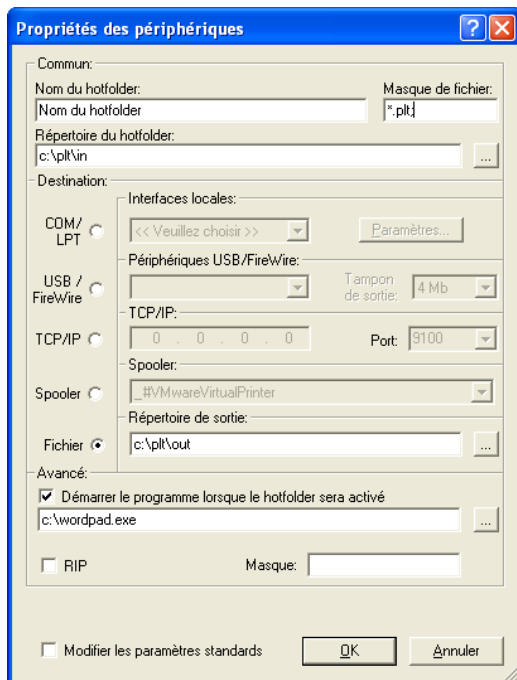 Propriétés des périphériques
Commun:
Nom du hotfolder: Masque de fichier:
Nom du hotfolder *.plt;
Répertoire du hotfolder:
c:\plt\in ...
Destination:
Interfaces locales:
COM/
LPT << Veuillez choisir >> Paramètres...
Périphériques USB/FireWire:
USB /
FireWire Tampon
de sortie: 4 Mb
TCP/IP:
TCP/IP 0 . 0 . 0 . 0 Port: 9100
Spooler:
Spooler _#VMwareVirtualPrinter
Répertoire de sortie:
Fichier c:\plt\out ...
Avancé:
Démarrer le programme lorsque le hotfolder sera activé
c:\wordpad.exe ...
RIP Masque:
Modifier les paramètres standards OK Annuler